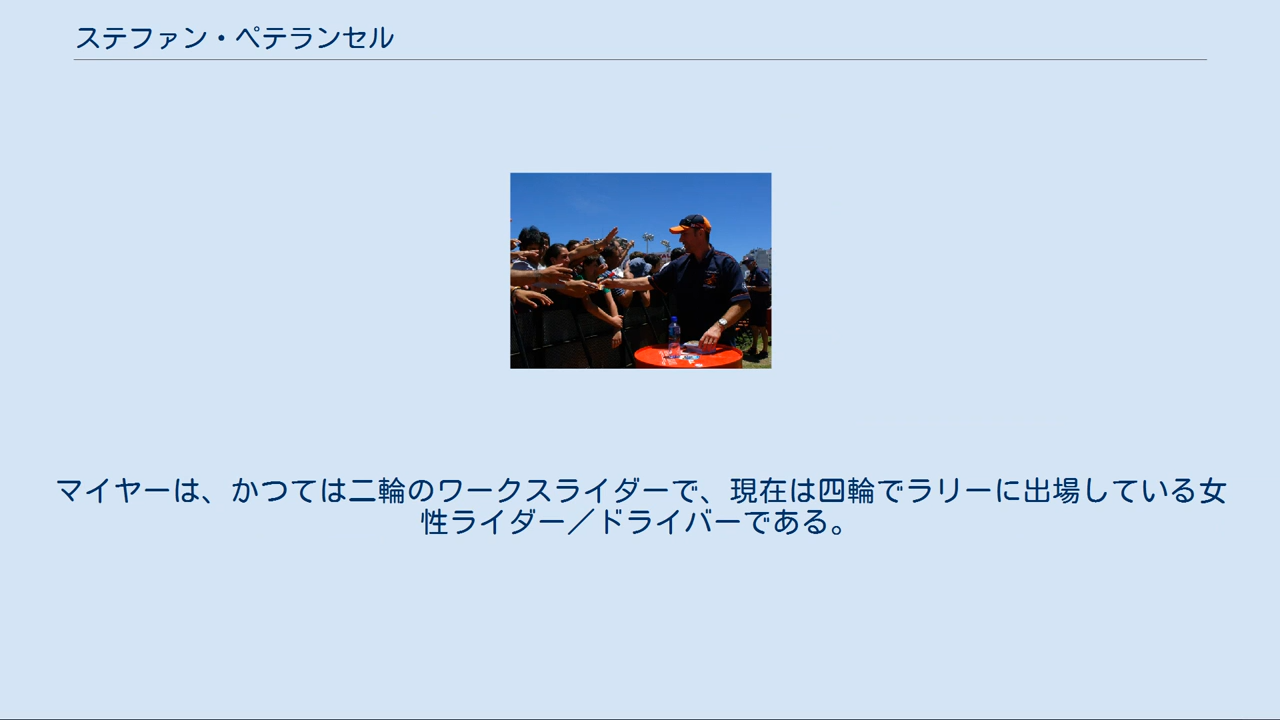 ステファン・ペテランセル
マイヤーは、かつては二輪のワークスライダーで、現在は四輪でラリーに出場している女
性ライダー／ドライバーである。